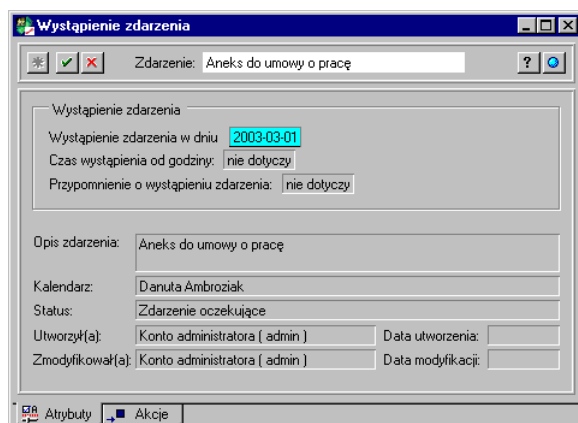 Wystąpienie zdarzenia
Zdarzenie: Aneks do umowy o pracę
?
Wystąpienie zdarzenia
Wystąpienie zdarzenia w dniu 2003-03-01
Czas wystąpienia od godziny: nie dotyczy
Przypomnienie o wystąpieniu zdarzenia: nie dotyczy
Opis zdarzenia: Aneks do umowy o pracę
Kalendarz: Danuta Ambroziak
Status: Zdarzenie oczekujące
Utworzył(a): Konto administratora ( admin ) Data utworzenia:
Zmodyfikował(a): Konto administratora ( admin ) Data modyfikacji:
Atrybuty Akcje